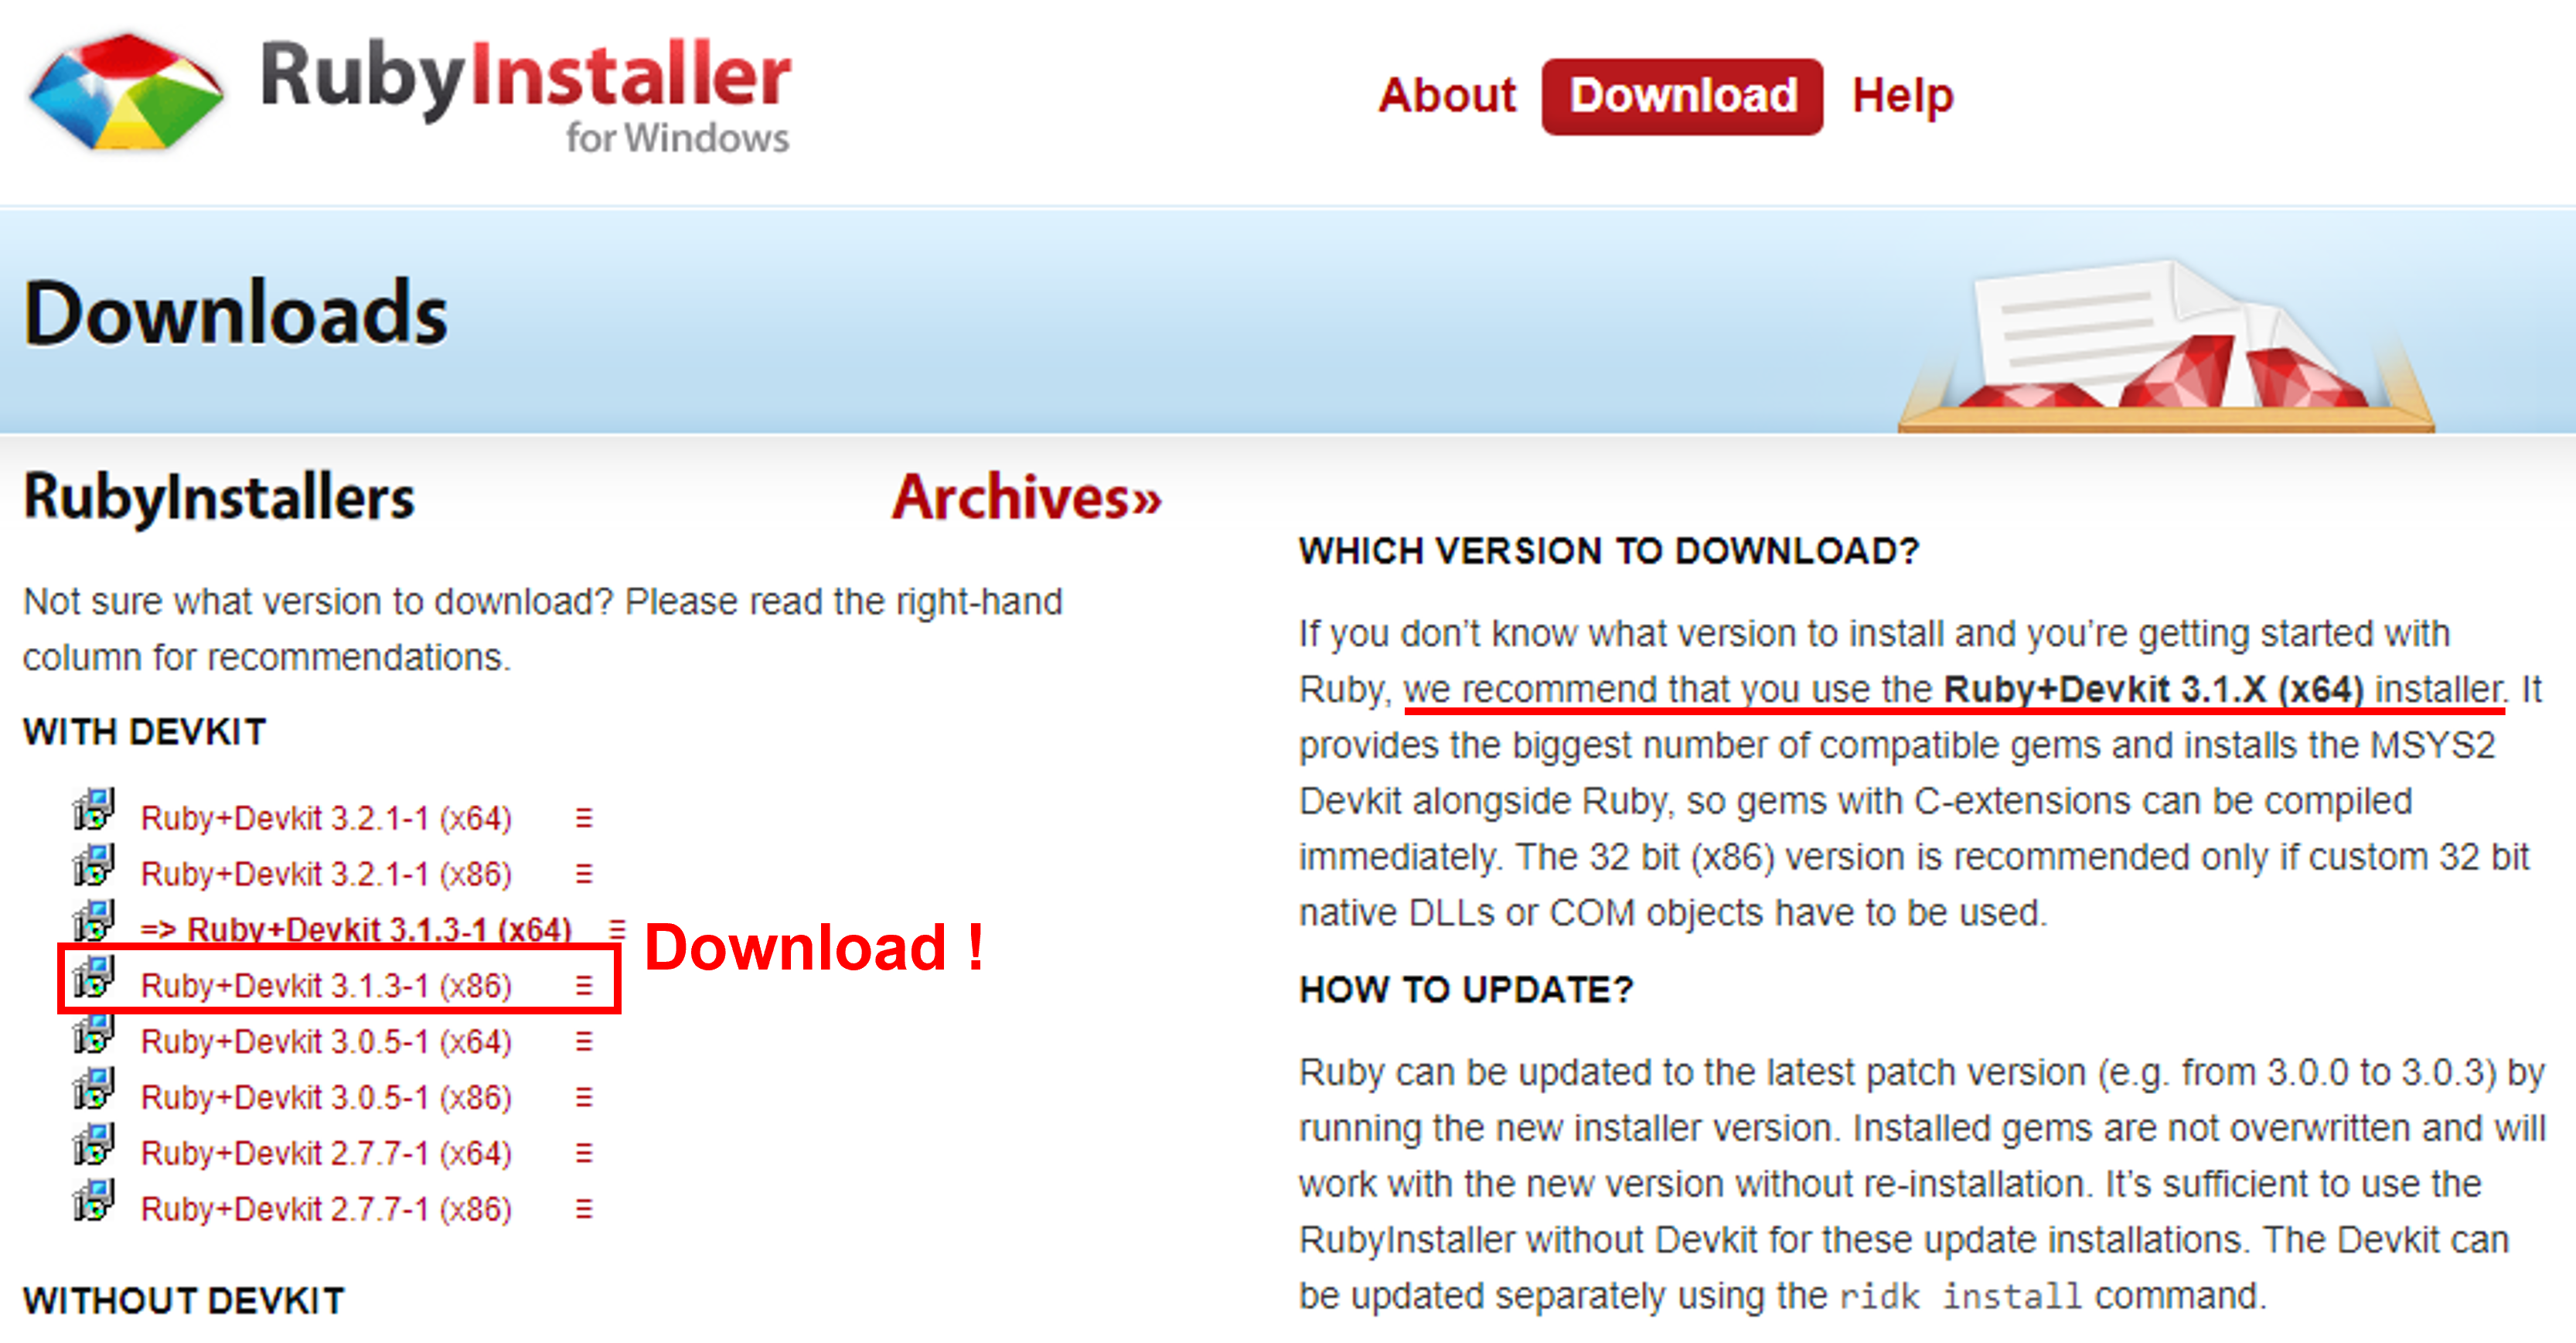 RubyInstaller
for Windows
About Download Help
Downloads
RubyInstallers Archives»
Not sure what version to download? Please read the right-hand
column for recommendations.
WITH DEVKIT
Ruby+Devkit 3.2.1-1 (x64) ≡
Ruby+Devkit 3.2.1-1 (x86) ≡
=> Ruby+Devkit 3.1.3-1 (x64) ≡
Ruby+Devkit 3.1.3-1 (x86) ≡
Download !
Ruby+Devkit 3.0.5-1 (x64) ≡
Ruby+Devkit 3.0.5-1 (x86) ≡
Ruby+Devkit 2.7.7-1 (x64) ≡
Ruby+Devkit 2.7.7-1 (x86) ≡
WITHOUT DEVKIT
WHICH VERSION TO DOWNLOAD?
If you don’t know what version to install and you’re getting started with
Ruby, we recommend that you use the Ruby+Devkit 3.1.X (x64) installer. It
provides the biggest number of compatible gems and installs the MSYS2
Devkit alongside Ruby, so gems with C-extensions can be compiled
immediately. The 32 bit (x86) version is recommended only if custom 32 bit
native DLLs or COM objects have to be used.
HOW TO UPDATE?
Ruby can be updated to the latest patch version (e.g. from 3.0.0 to 3.0.3) by
running the new installer version. Installed gems are not overwritten and will
work with the new version without re-installation. It’s sufficient to use the
RubyInstaller without Devkit for these update installations. The Devkit can
be updated separately using the ridk install command.